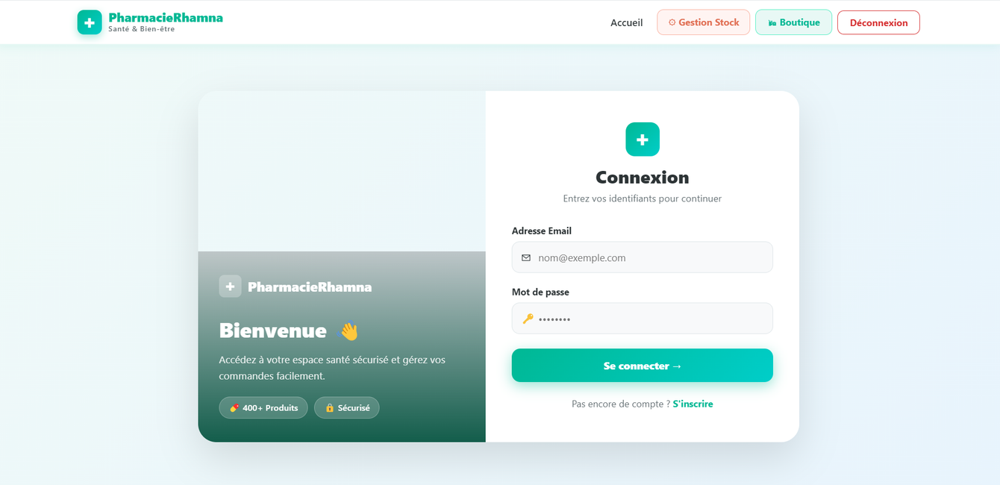 PharmacieRhamna
Santé & Bien-être
Accueil
Gestion Stock
Boutique
Déconnexion
PharmacieRhamna
Bienvenue 👋
Accédez à votre espace santé sécurisé et gérez vos
commandes facilement.
400+ Produits
🔒 Sécurisé
Connexion
Entrez vos identifiants pour continuer
Adresse Email
nom@exemple.com
Mot de passe
••••••••
Se connecter →
Pas encore de compte ? S'inscrire